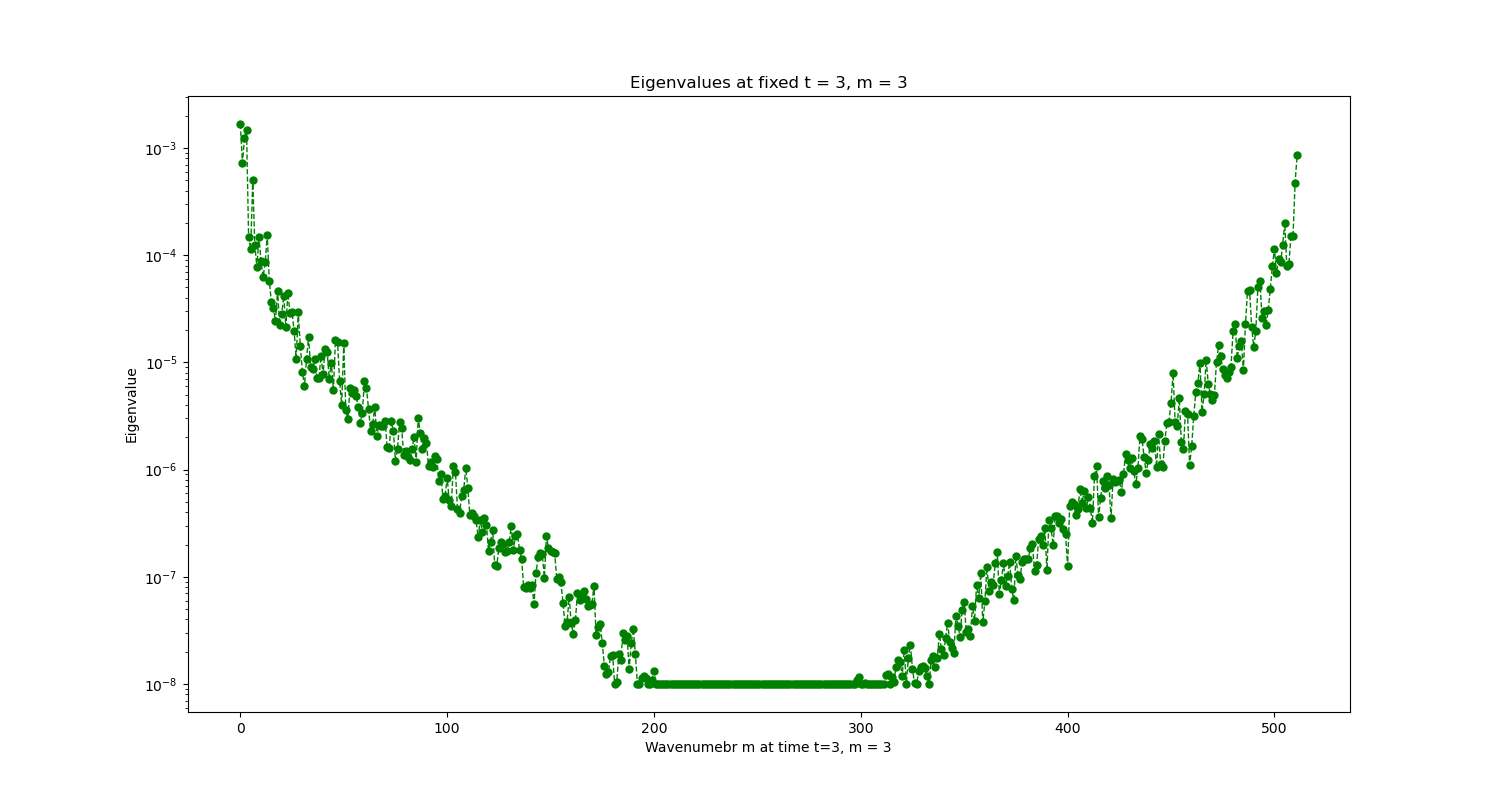 Eigenvalues at fixed t = 3, m = 3
Eigenvalue
10⁻³
10⁻⁴
10⁻⁵
10⁻⁶
10⁻⁷
10⁻⁸
0 100 200 300 400 500
Wavenumebr m at time t=3, m = 3